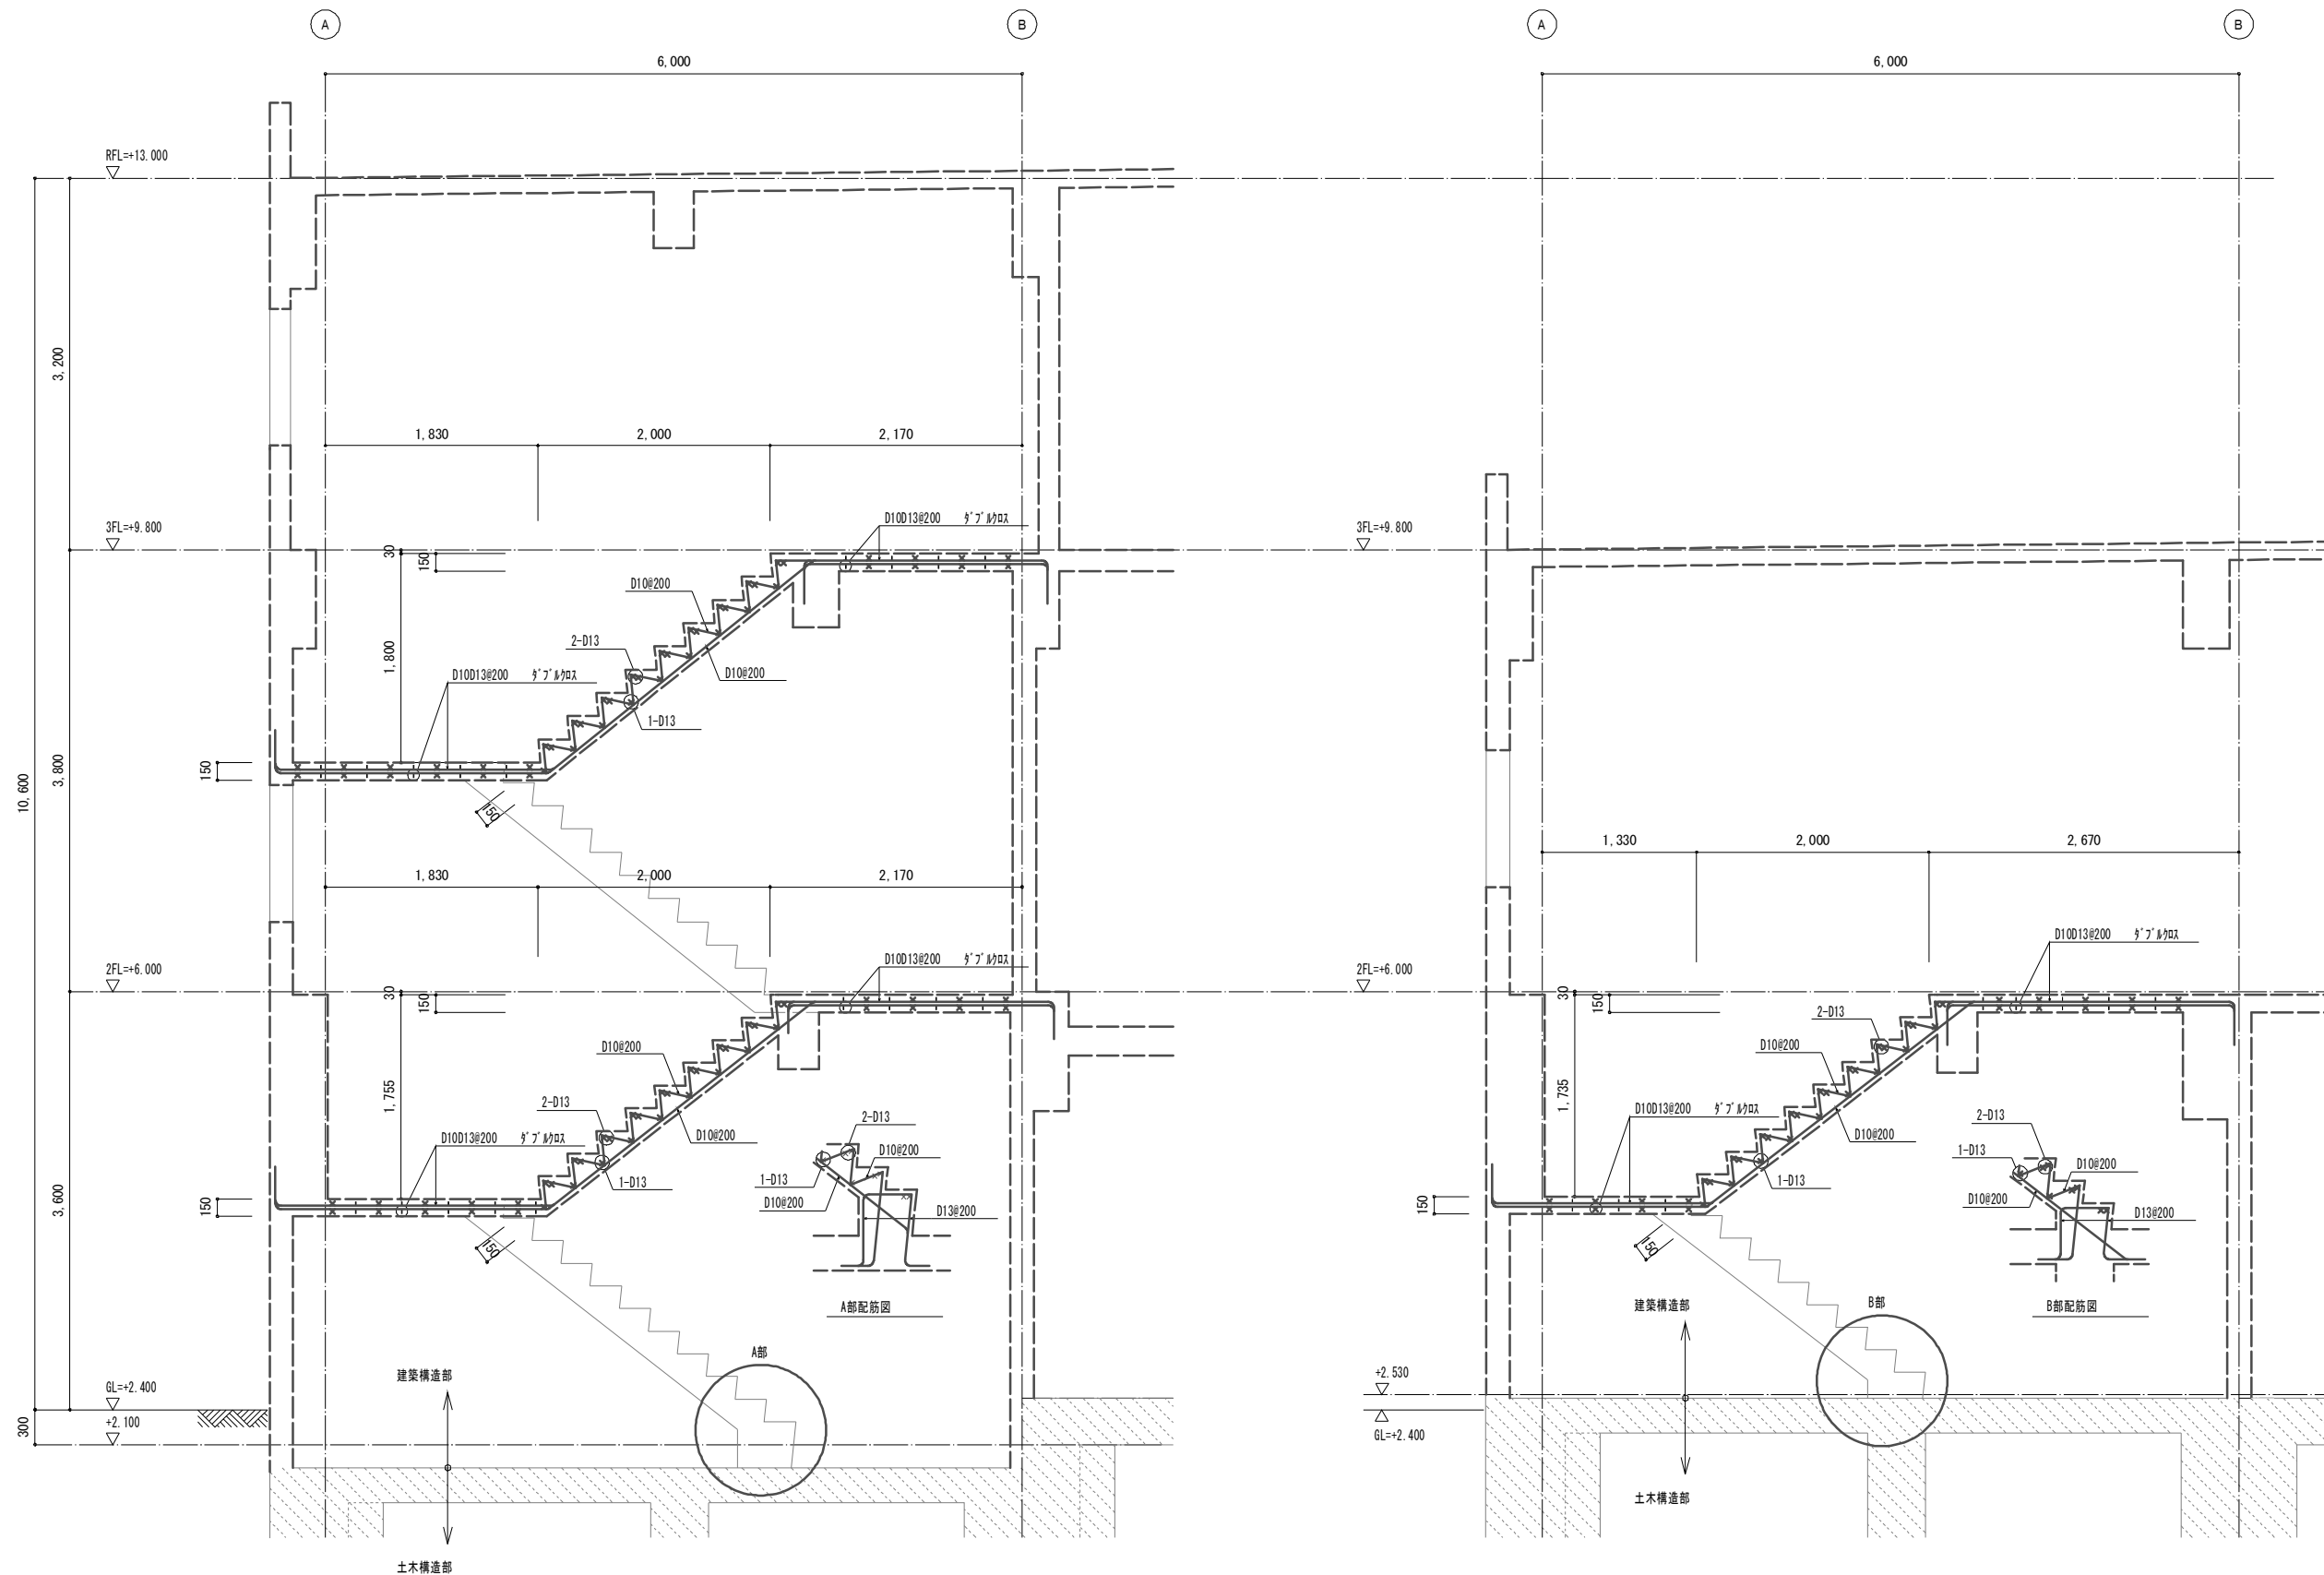 A
B
A
B
6,000
6,000
RFL=+13.000
3,200
1,830
2,000
2,170
3FL=+9.800
30
150
D10D13@200 ダブルクロス
3FL=+9.800
D10@200
2-D13
1,800
D10D13@200 ダブルクロス
D10@200
1-D13
150
3,800
10,600
150
1,830
2,000
2,170
1,330
2,000
2,670
D10D13@200 ダブルクロス
D10D13@200 ダブルクロス
2FL=+6.000
30
150
2FL=+6.000
30
150
2-D13
D10@200
D10@200
1,755
2-D13
D10D13@200 ダブルクロス
D10@200
1-D13
2-D13
D10@200
1-D13
D10@200
D13@200
A部配筋図
1,735
D10D13@200 ダブルクロス
D10@200
1-D13
2-D13
1-D13
D10@200
D10@200
D13@200
B部配筋図
150
3,600
150
150
150
建築構造部
B部
A部
建築構造部
+2.530
GL=+2.400
GL=+2.400
+2.100
300
土木構造部
土木構造部